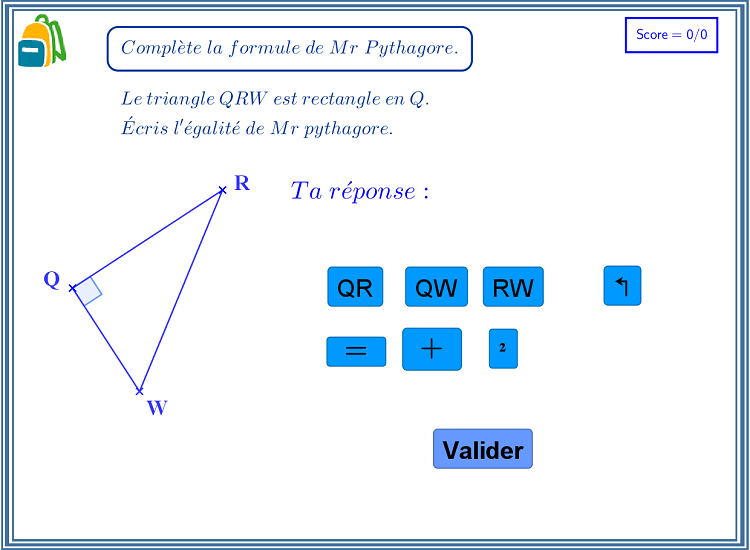 Score = 0/0
Complète la formule de Mr Pythagore.
Le triangle QRW est rectangle en Q.
Écris l'égalité de Mr pythagore.
R
Ta réponse :
Q
QR QW RW ↰
= + ²
W
Valider